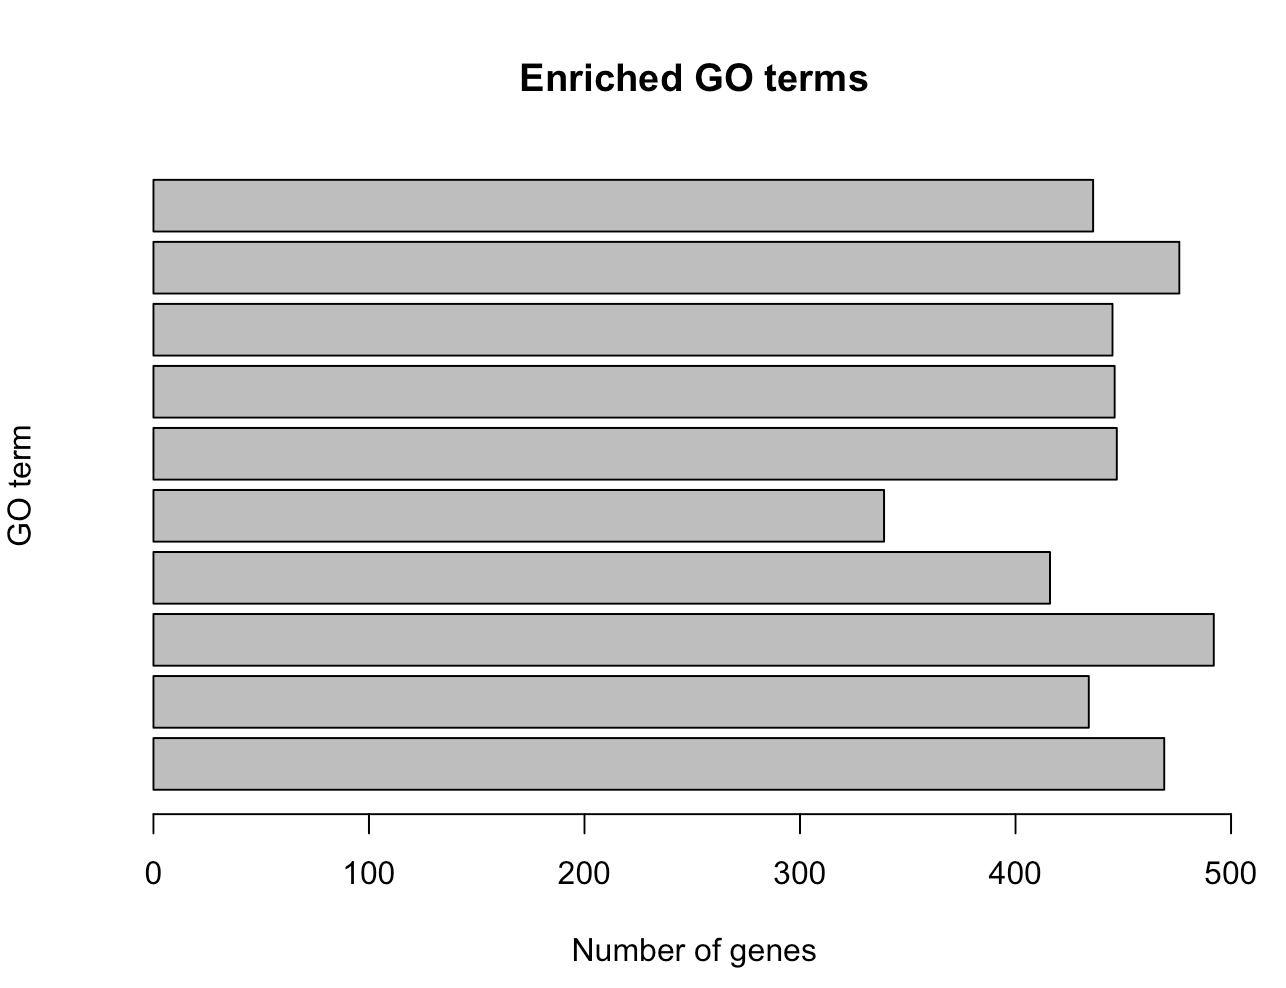 Enriched GO terms
GO term
0 100 200 300 400 500
Number of genes